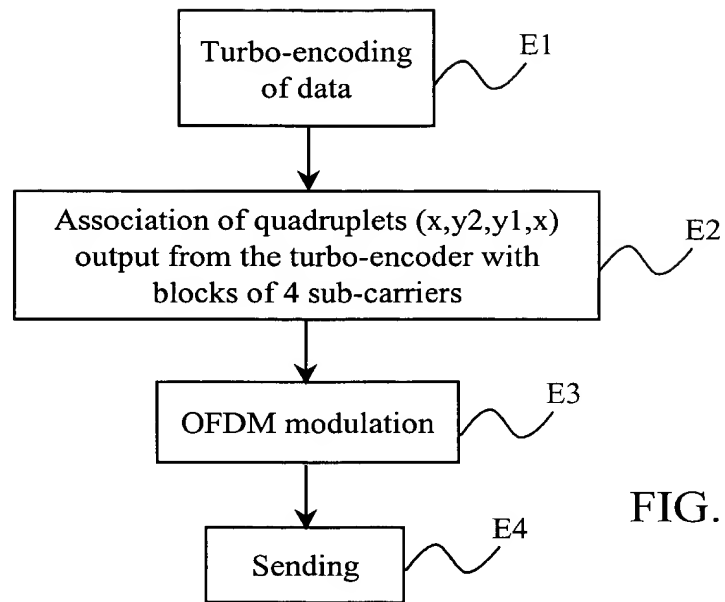 Turbo-encoding
of data
E1
Association of quadruplets (x,y2,y1,x)
output from the turbo-encoder with
blocks of 4 sub-carriers
E2
OFDM modulation
E3
FIG.
Sending
E4